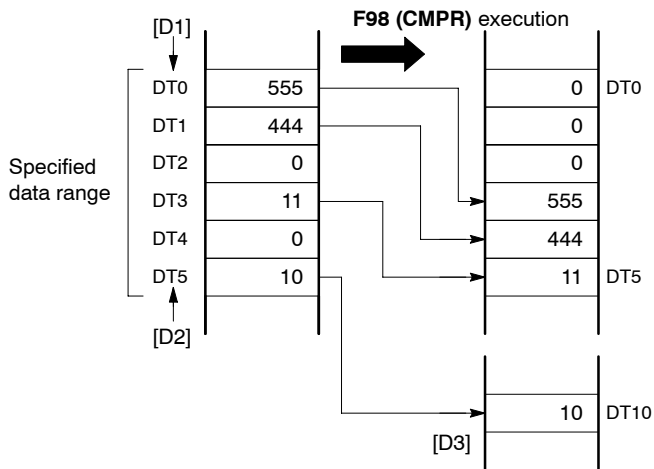 F98 (CMPR) execution
[D1]
DT0 555 0 DT0
DT1 444 0
DT2 0 0
Specified
data range
DT3 11 555
DT4 0 444
DT5 10 11 DT5
[D2]
10 DT10
[D3]